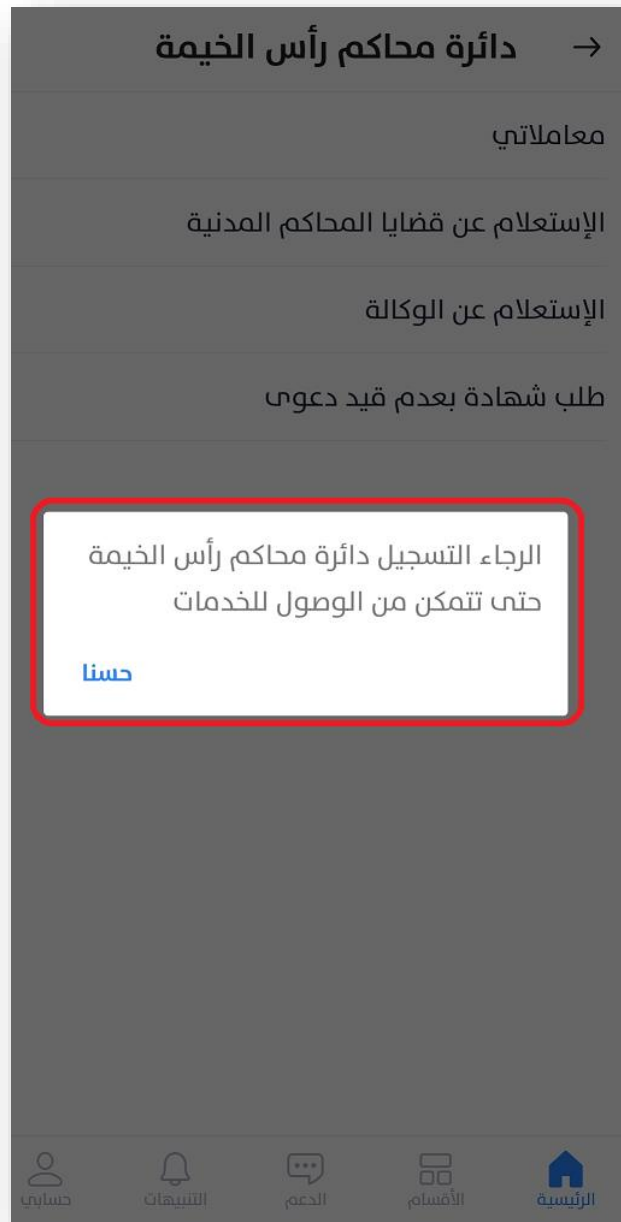 دائرة محاكم رأس الخيمة
معاملاتي
الإستعلام عن قضايا المحاكم المدنية
الإستعلام عن الوكالة
طلب شهادة بعدم قيد دعوى
الرجاء التسجيل دائرة محاكم رأس الخيمة
حتى تتمكن من الوصول للخدمات
حسنا
الرئيسية الأقسام الدعم التنبيهات حسابي